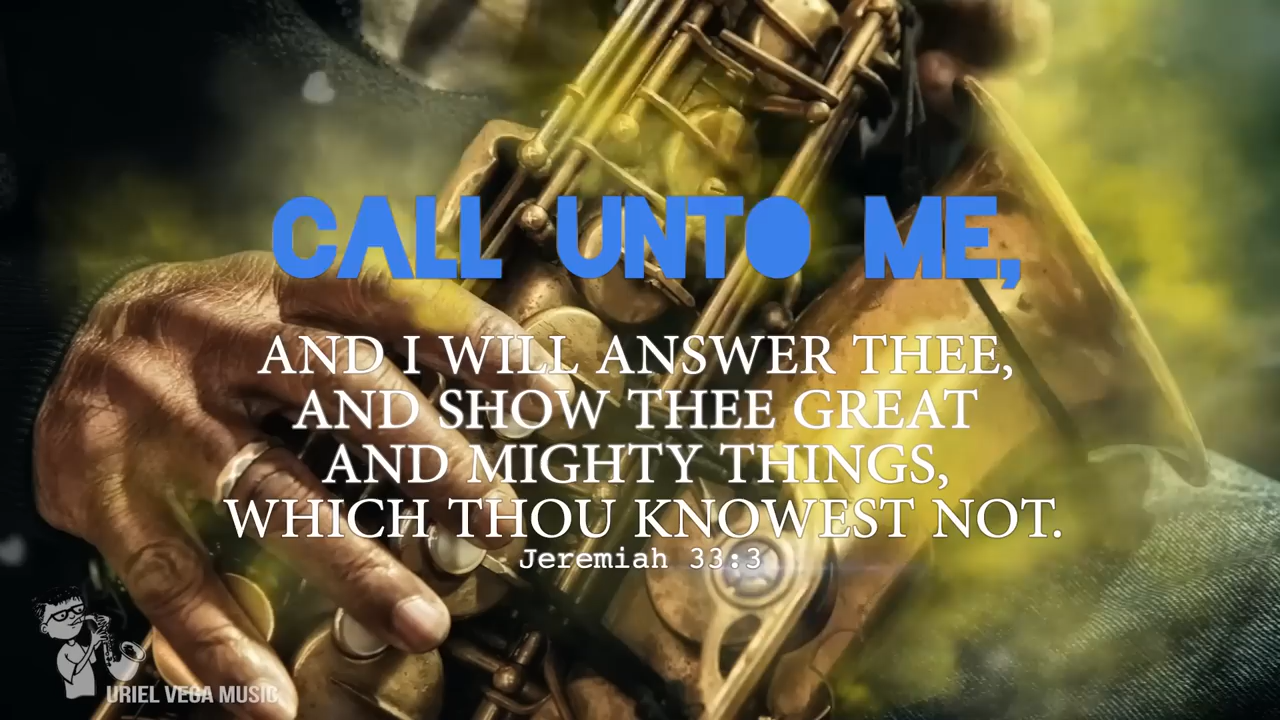 CALL UNTO ME,
AND I WILL ANSWER THEE,
AND SHOW THEE GREAT
AND MIGHTY THINGS,
WHICH THOU KNOWEST NOT.
Jeremiah 33:3
URIEL VEGA MUSIC